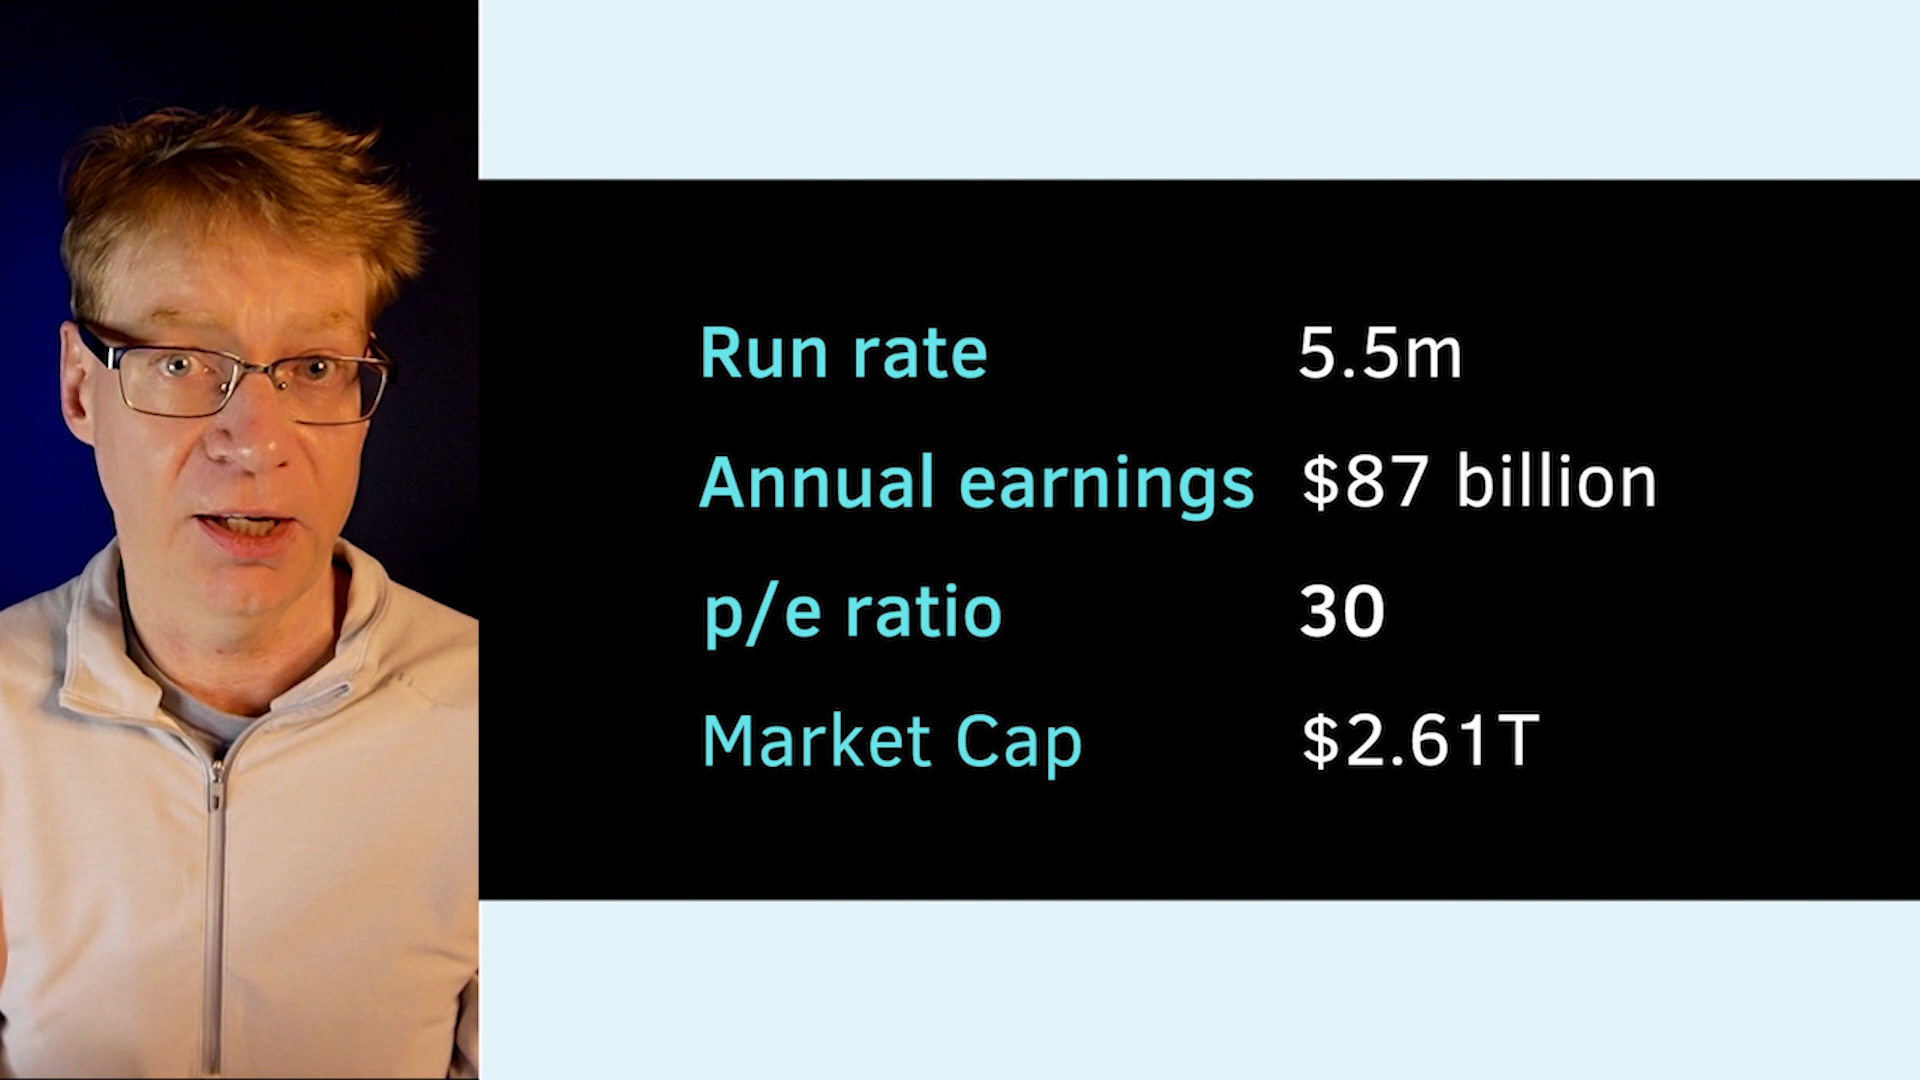 Run rate 5.5m
Annual earnings $87 billion
p/e ratio 30
Market Cap $2.61T